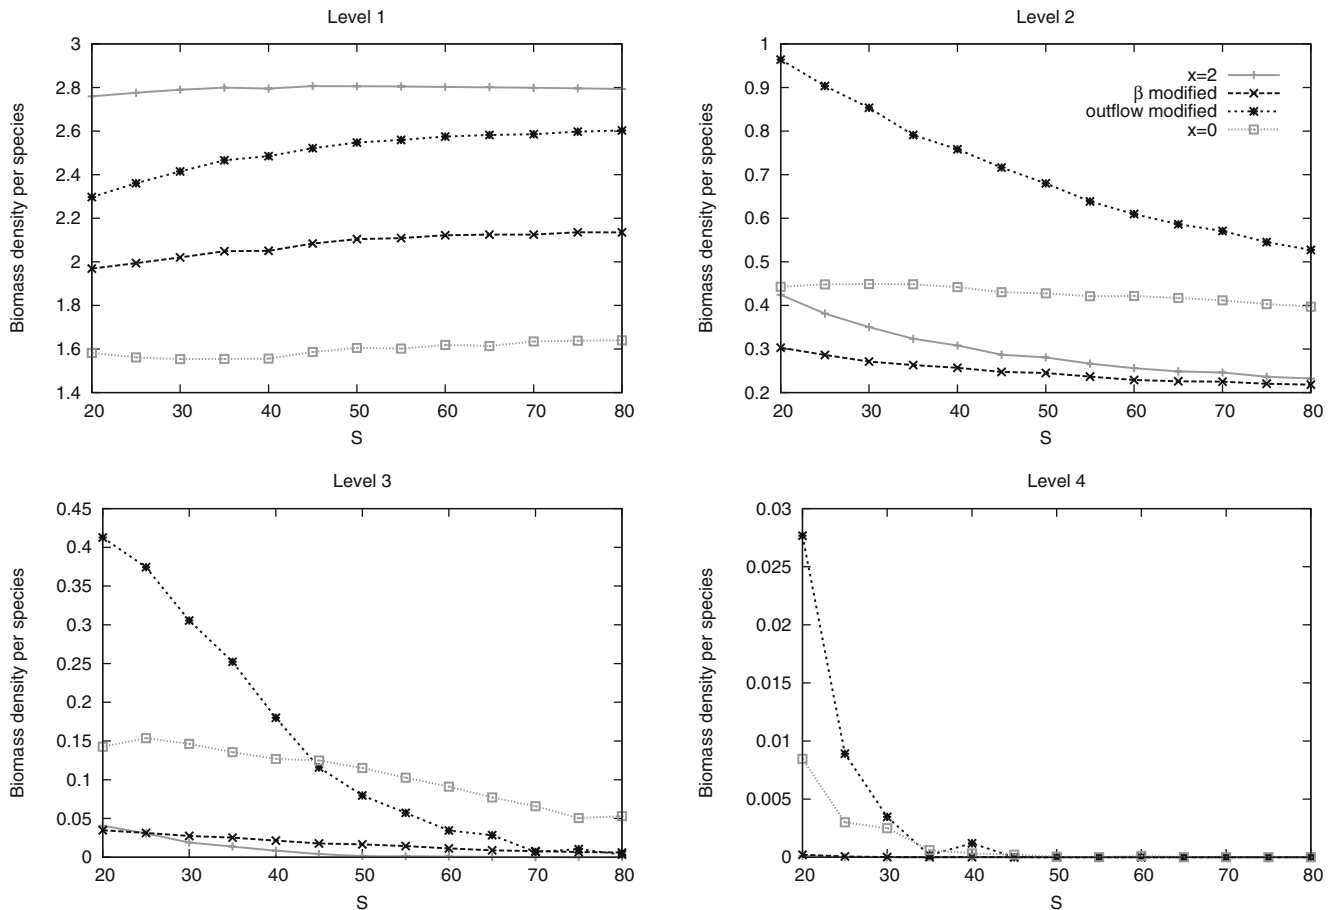 Level 1
3
2.8
2.6
2.4
2.2
2
1.8
1.6
1.4
20 30 40 50 60 70 80
Biomass density per species
S
Level 2
1
0.9
0.8
0.7
0.6
0.5
0.4
0.3
0.2
20 30 40 50 60 70 80
Biomass density per species
S
x=2
β modified
outflow modified
x=0
Level 3
0.45
0.4
0.35
0.3
0.25
0.2
0.15
0.1
0.05
0
20 30 40 50 60 70 80
Biomass density per species
S
Level 4
0.03
0.025
0.02
0.015
0.01
0.005
0
20 30 40 50 60 70 80
Biomass density per species
S